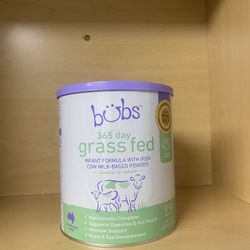 bubs
365 day
grass fed
INFANT FORMULA WITH IRON
COW MILK-BASED POWDER
Nutritionally Complete
Supports Digestive & Gut Health
Immune Support
Brain & Eye Development